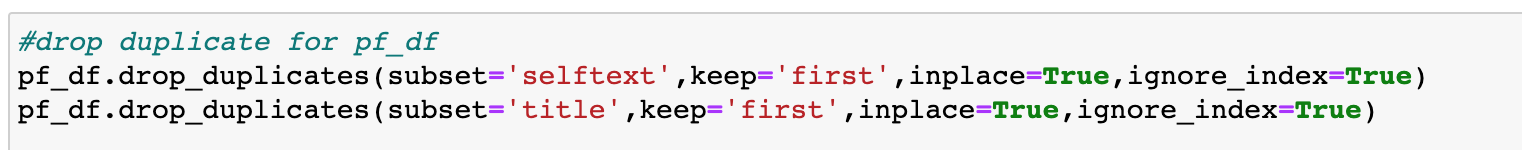 #drop duplicate for pf_df
pf_df.drop_duplicates(subset='selftext',keep='first',inplace=True,ignore_index=True)
pf_df.drop_duplicates(subset='title',keep='first',inplace=True,ignore_index=True)